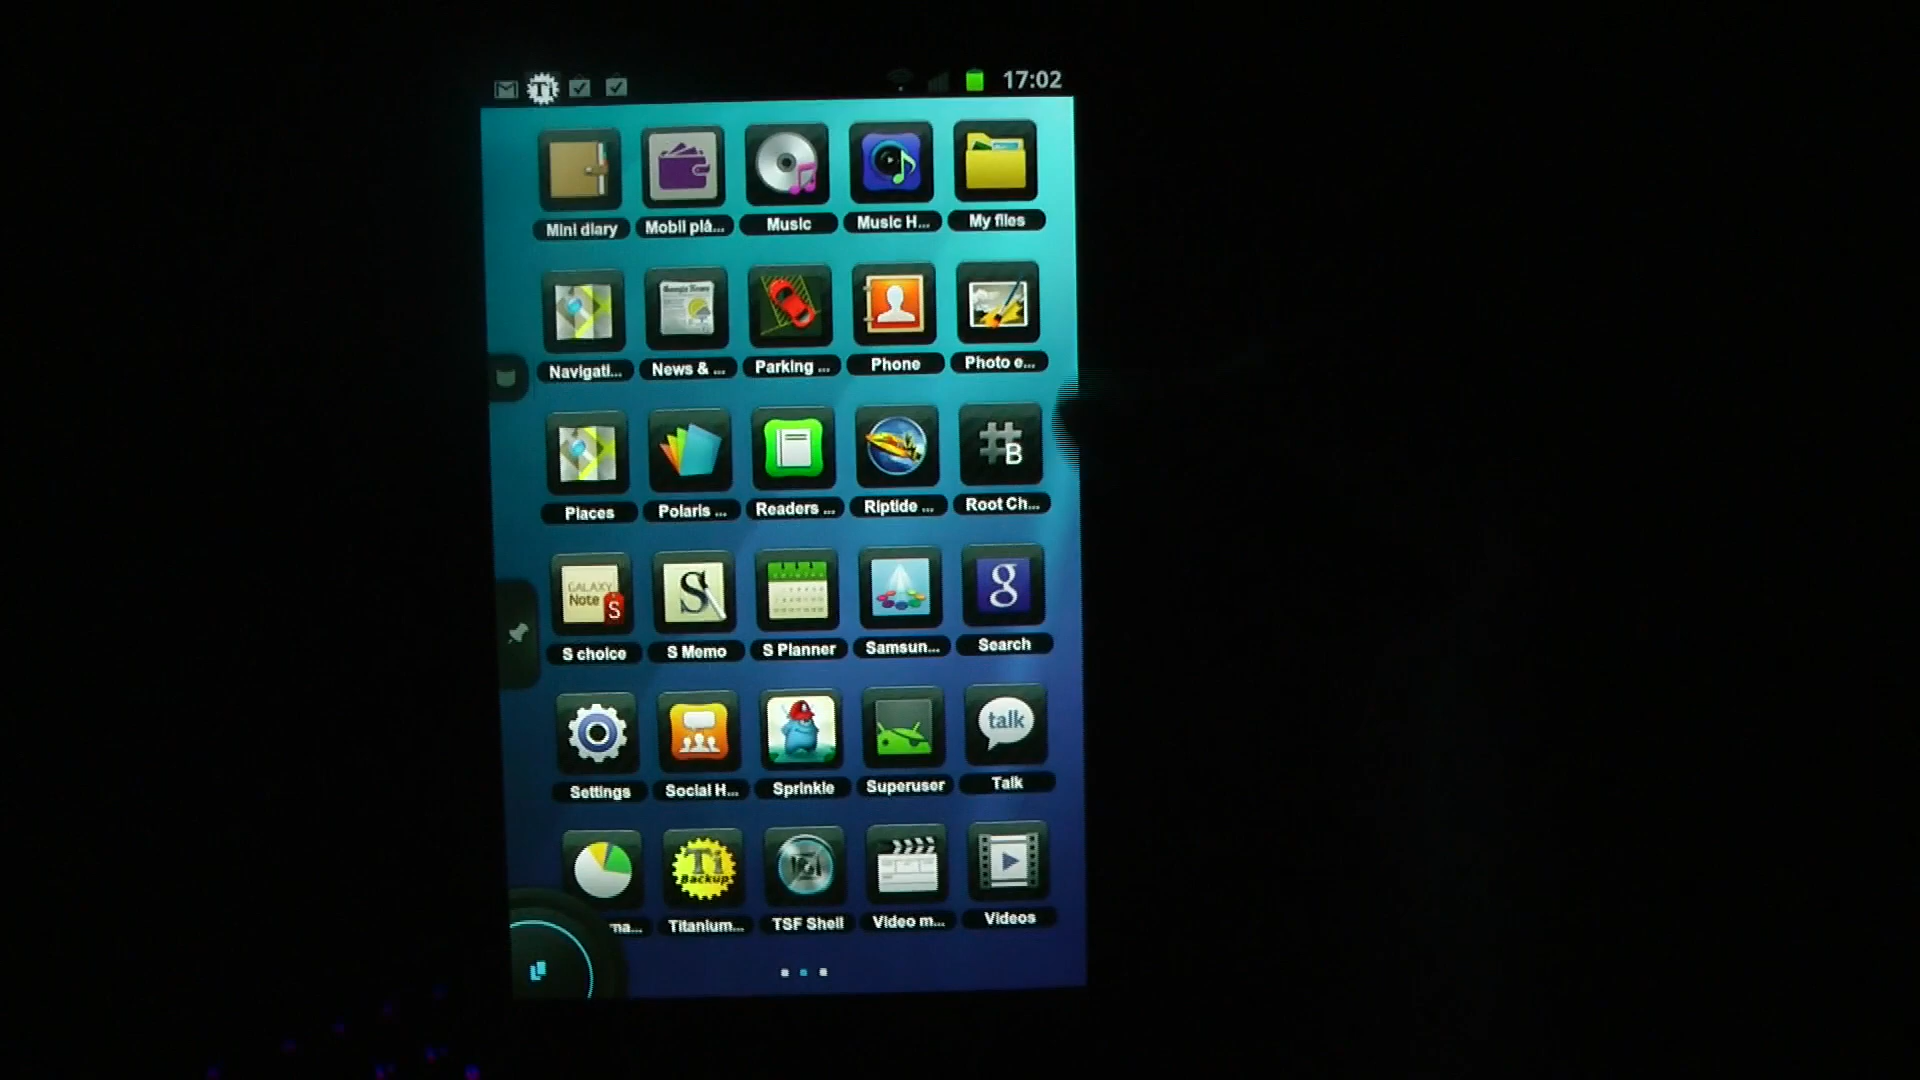 17:02
Mini diary Mobil plå... Music Music H... My files
Navigati... News & ... Parking ... Phone Photo e...
Places Polaris ... Readers ... Riptide ... Root Ch...
GALAXY
Note S
S
g
B
S choice S Memo S Planner Samsun... Search
talk
Settings Social H... Sprinkle Superuser Talk
Ti
Backup
...ma... Titanium... TSF Shell Video m... Videos